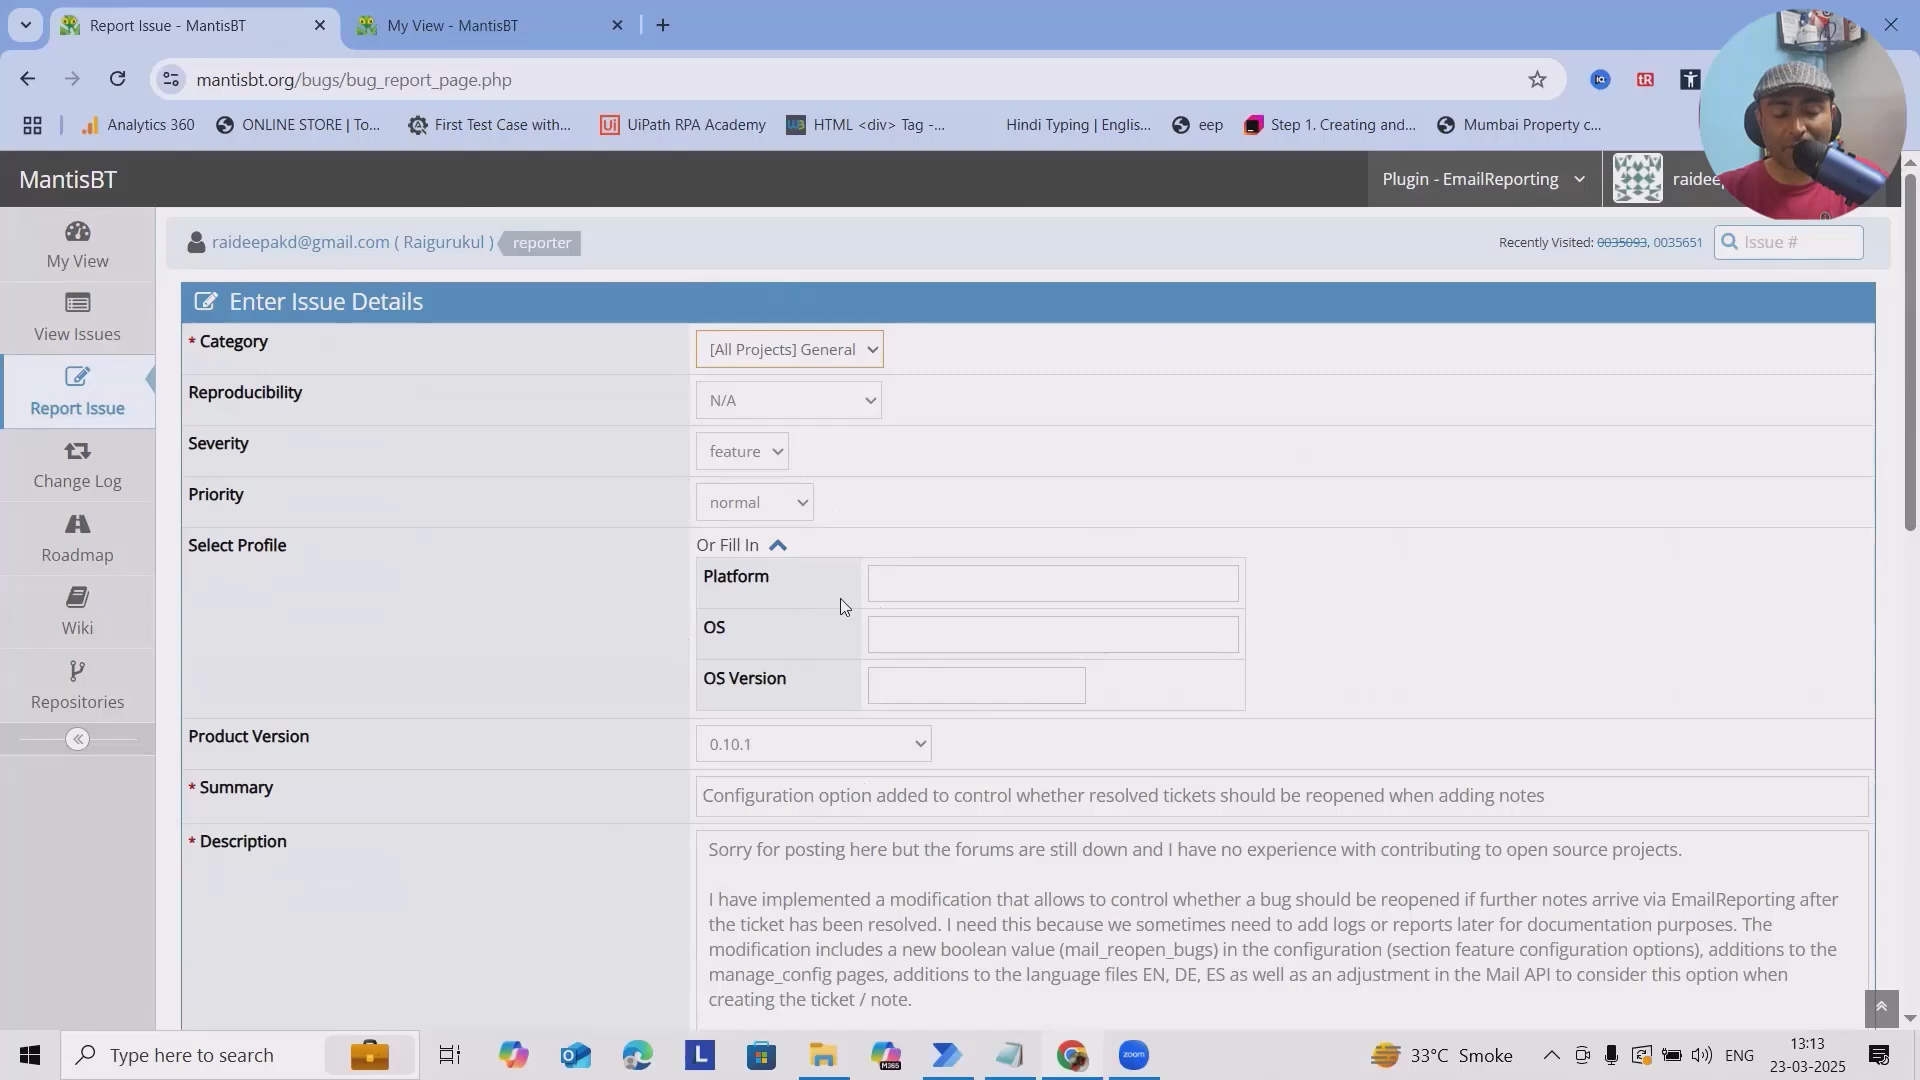 Report Issue - MantisBT
My View - MantisBT
mantisbt.org/bugs/bug_report_page.php
Analytics 360
ONLINE STORE | To...
First Test Case with...
UiPath RPA Academy
HTML <div> Tag -...
Hindi Typing | Englis...
eep
Step 1. Creating and...
Mumbai Property c...
MantisBT
Plugin - EmailReporting
raideepakd@gmail.com ( Raigurukul )
reporter
Recently Visited: 0035093, 0035651
Issue #
My View
View Issues
Report Issue
Change Log
Roadmap
Wiki
Repositories
Enter Issue Details
* Category
[All Projects] General
Reproducibility
N/A
Severity
feature
Priority
normal
Select Profile
Or Fill In
Platform
OS
OS Version
Product Version
0.10.1
* Summary
Configuration option added to control whether resolved tickets should be reopened when adding notes
* Description
Sorry for posting here but the forums are still down and I have no experience with contributing to open source projects.
I have implemented a modification that allows to control whether a bug should be reopened if further notes arrive via EmailReporting after
the ticket has been resolved. I need this because we sometimes need to add logs or reports later for documentation purposes. The
modification includes a new boolean value (mail_reopen_bugs) in the configuration (section feature configuration options), additions to the
manage_config pages, additions to the language files EN, DE, ES as well as an adjustment in the Mail API to consider this option when
creating the ticket / note.
Type here to search
L
M365
zoom
33°C Smoke
ENG
13:13
23-03-2025